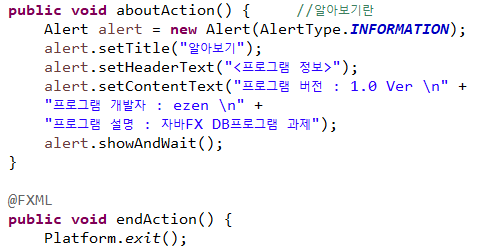 public void aboutAction() {      //알아보기란
    Alert alert = new Alert(AlertType.INFORMATION);
    alert.setTitle("알아보기");
    alert.setHeaderText("<프로그램 정보>");
    alert.setContentText("프로그램 버전 : 1.0 Ver \n" +
    "프로그램 개발자 : ezen \n" +
    "프로그램 설명 : 자바FX DB프로그램 과제");
    alert.showAndWait();
}
@FXML
public void endAction() {
    Platform.exit();